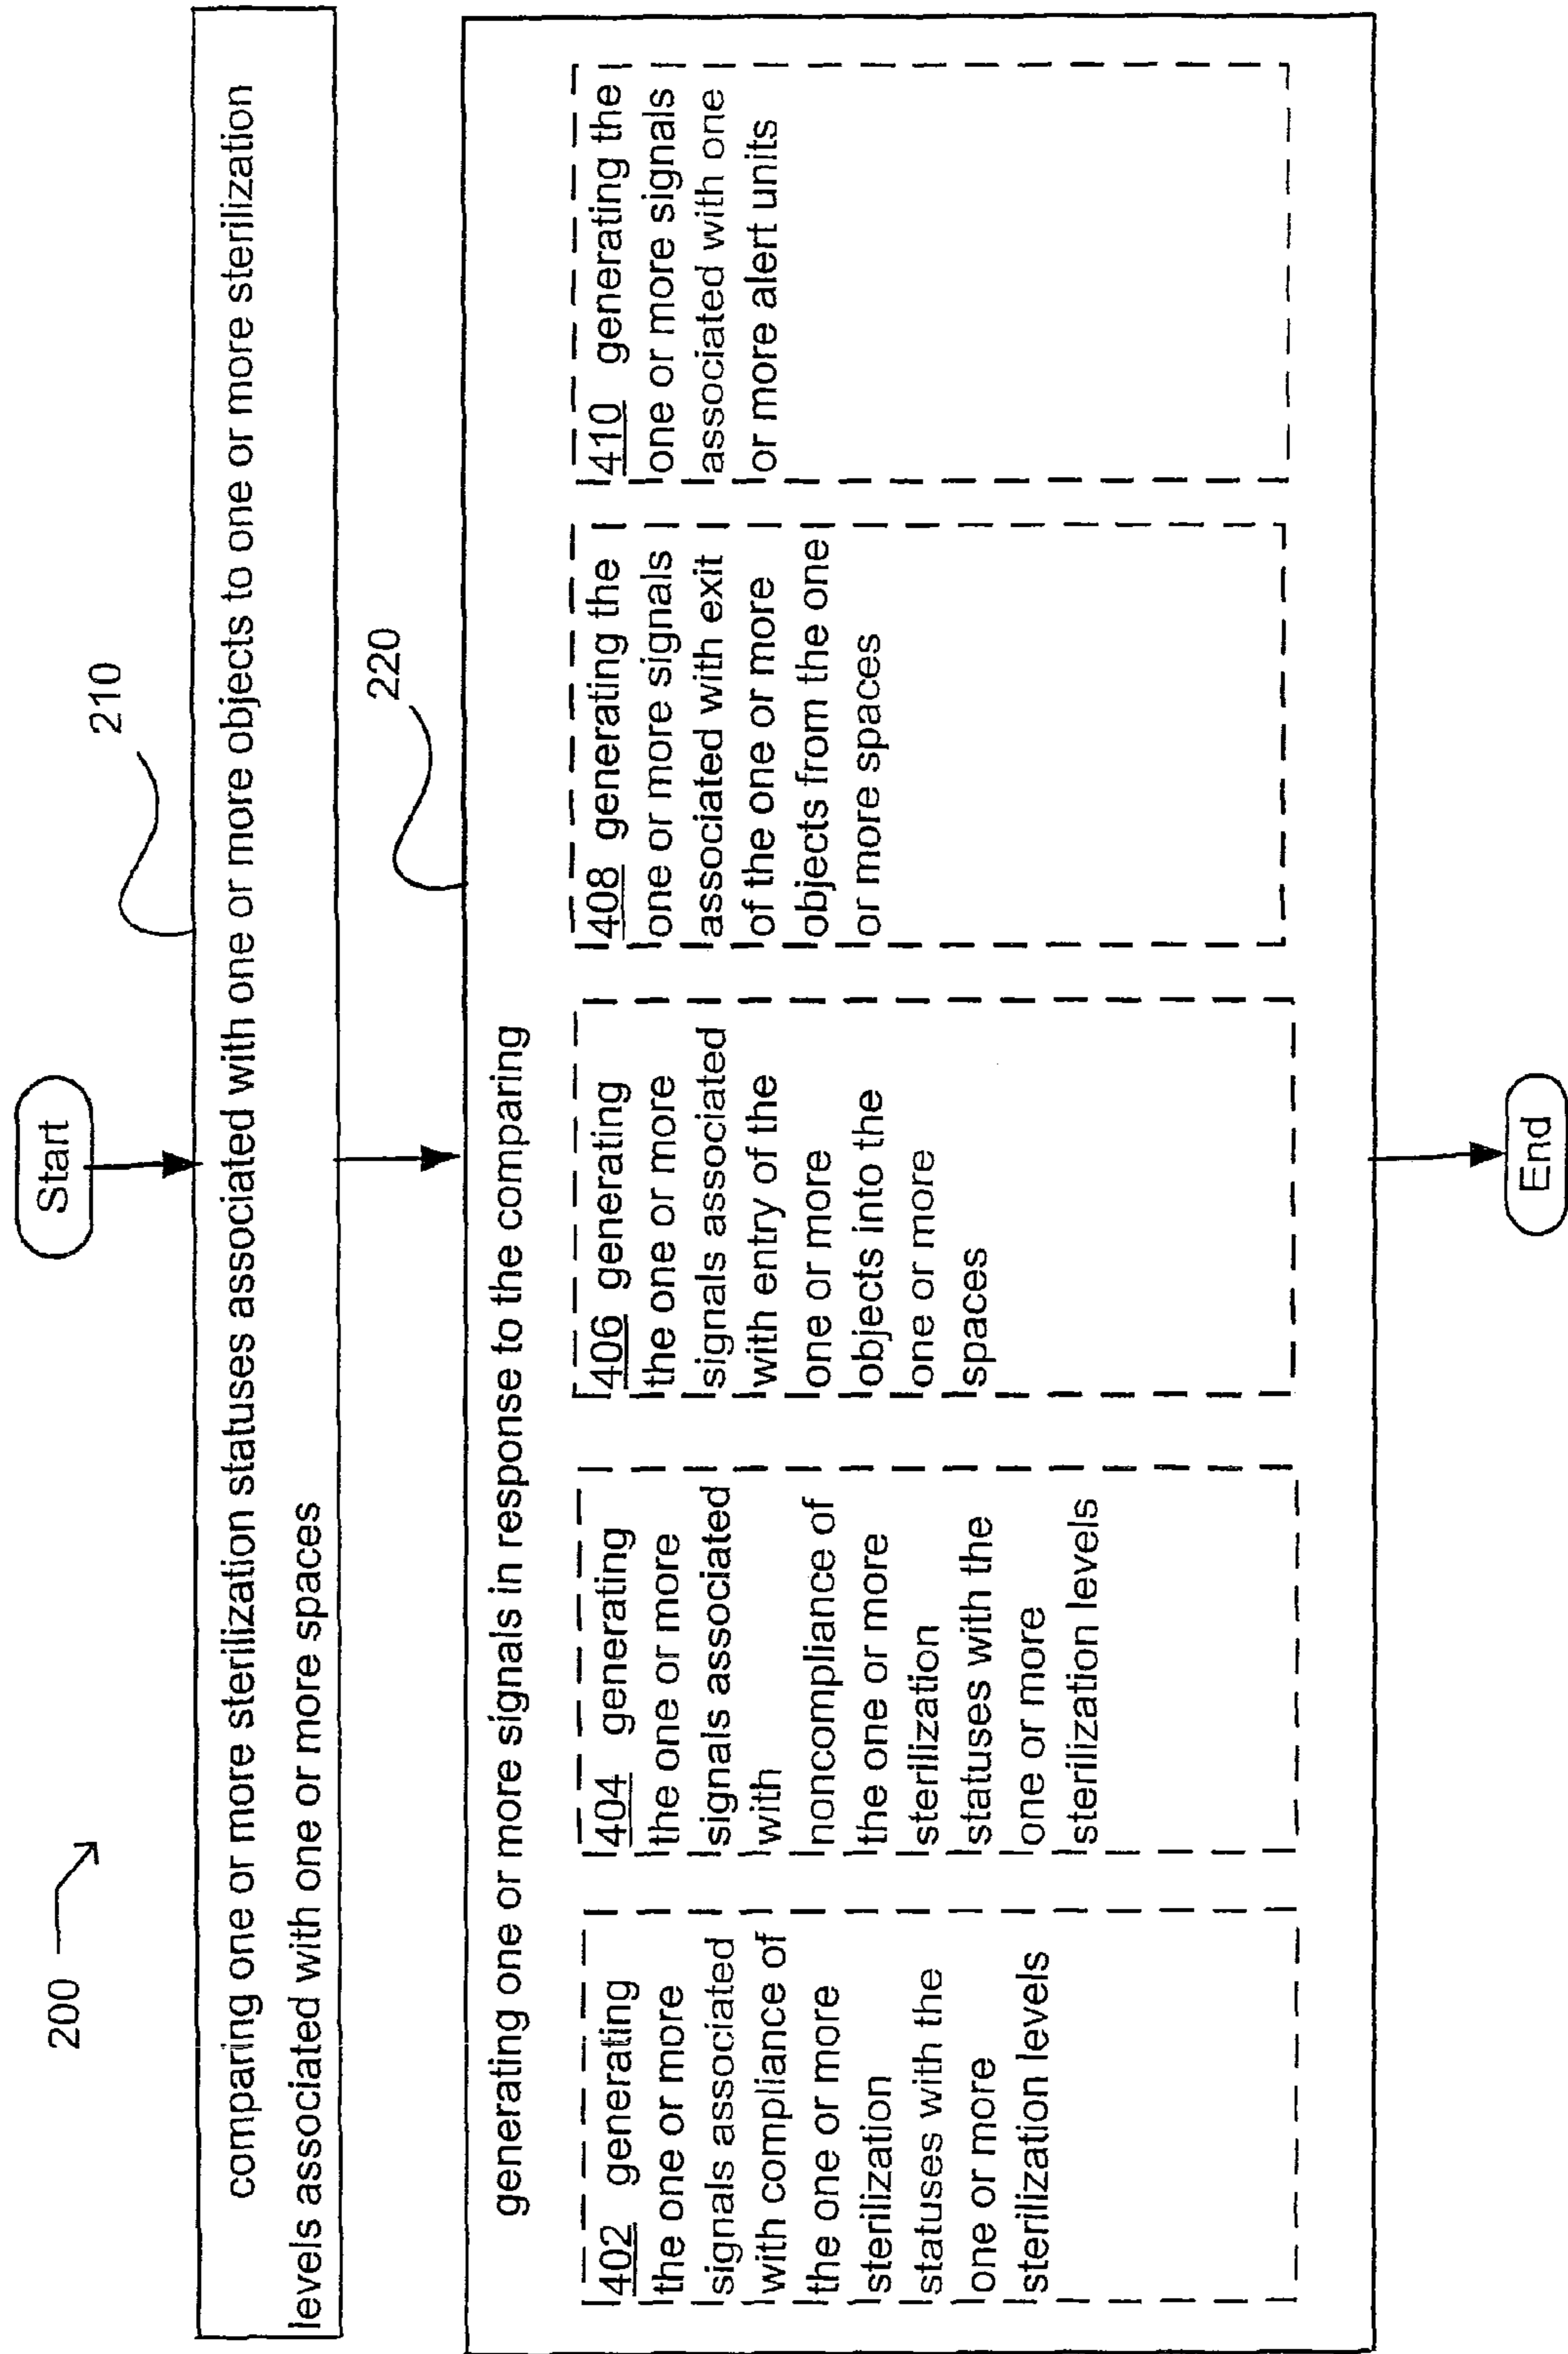 200
Start
210
comparing one or more sterilization statuses associated with one or more objects to one or more sterilization
levels associated with one or more spaces
220
generating one or more signals in response to the comparing
402 generating
the one or more
signals associated
with compliance of
the one or more
sterilization
statuses with the
one or more
sterilization levels
404 generating
the one or more
signals associated
with
noncompliance of
the one or more
sterilization
statuses with the
one or more
sterilization levels
406 generating
the one or more
signals associated
with entry of the
one or more
objects into the
one or more
spaces
408 generating the
one or more signals
associated with exit
of the one or more
objects from the one
or more spaces
410 generating the
one or more signals
associated with one
or more alert units
End